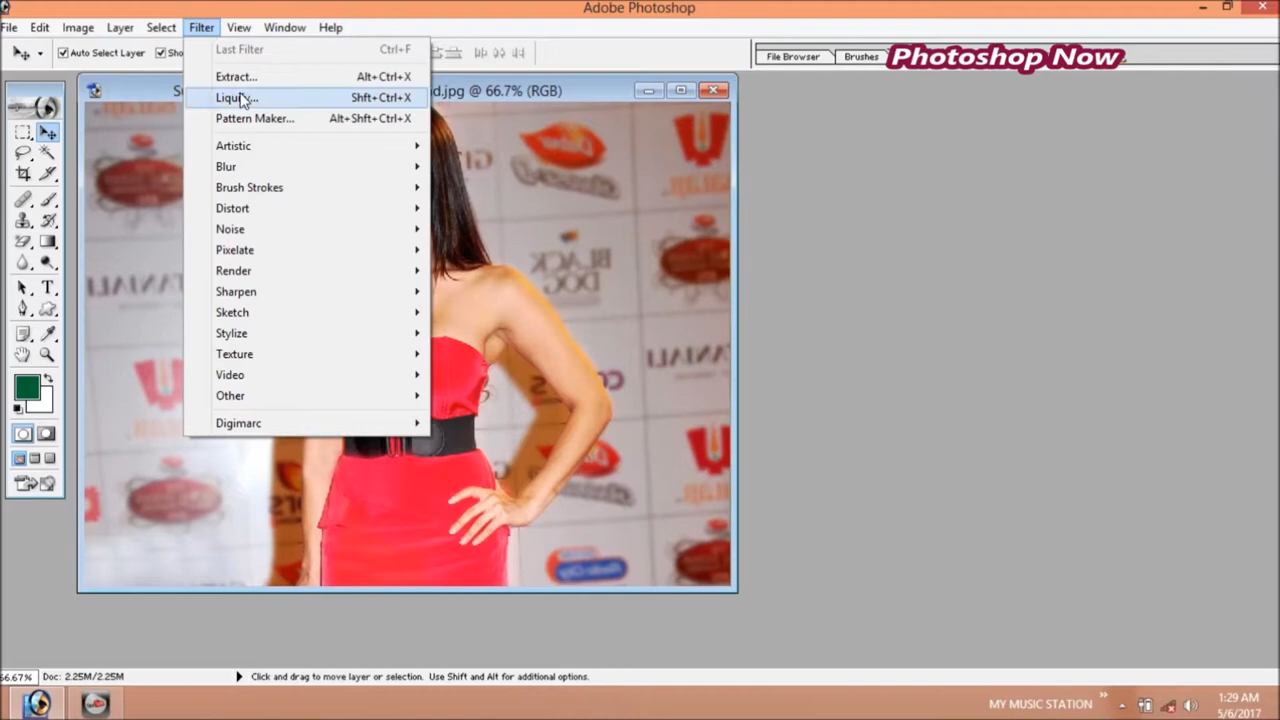 Adobe Photoshop
File Edit Image Layer Select Filter View Window Help
Auto Select Layer
File Browser Brushes
Photoshop Now
Last Filter Ctrl+F
Extract... Alt+Ctrl+X
Shft+Ctrl+X
Pattern Maker... Alt+Shft+Ctrl+X
Artistic
Blur
Brush Strokes
Distort
Noise
Pixelate
Render
Sharpen
Sketch
Stylize
Texture
Video
Other
Digimarc
d.jpg @ 66.7% (RGB)
BLACK
DOG
66.67% Doc: 2.25M/2.25M
Click and drag to move layer or selection. Use Shift and Alt for additional options.
MY MUSIC STATION
1:29 AM
5/6/2017